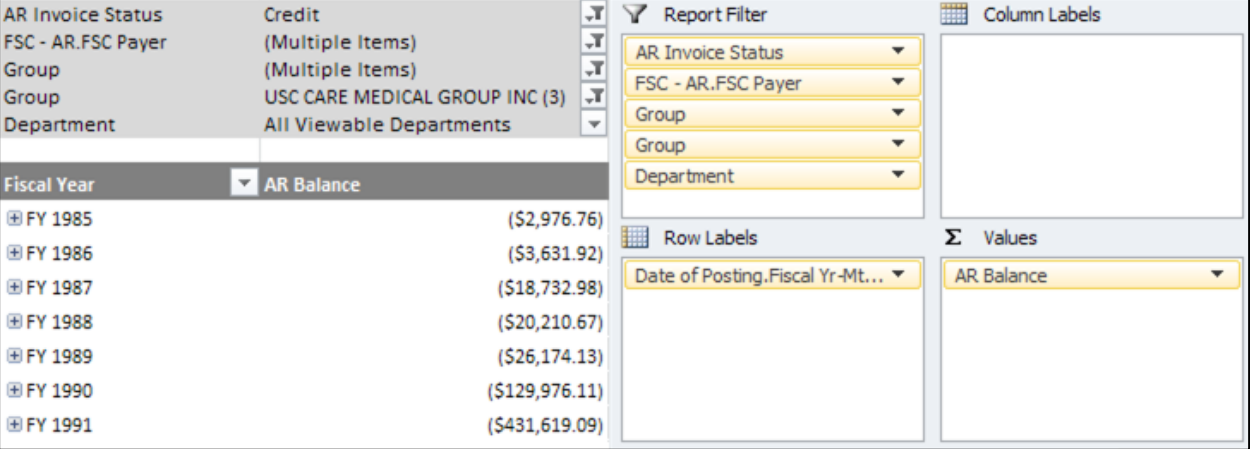 AR Invoice Status Credit
FSC - AR.FSC Payer (Multiple Items)
Group (Multiple Items)
Group USC CARE MEDICAL GROUP INC (3)
Department All Viewable Departments
Fiscal Year AR Balance
FY 1985 ($2,976.76)
FY 1986 ($3,631.92)
FY 1987 ($18,732.98)
FY 1988 ($20,210.67)
FY 1989 ($26,174.13)
FY 1990 ($129,976.11)
FY 1991 ($431,619.09)
Report Filter
AR Invoice Status
FSC - AR.FSC Payer
Group
Group
Department
Column Labels
Row Labels
Date of Posting.Fiscal Yr-Mt...
Σ Values
AR Balance